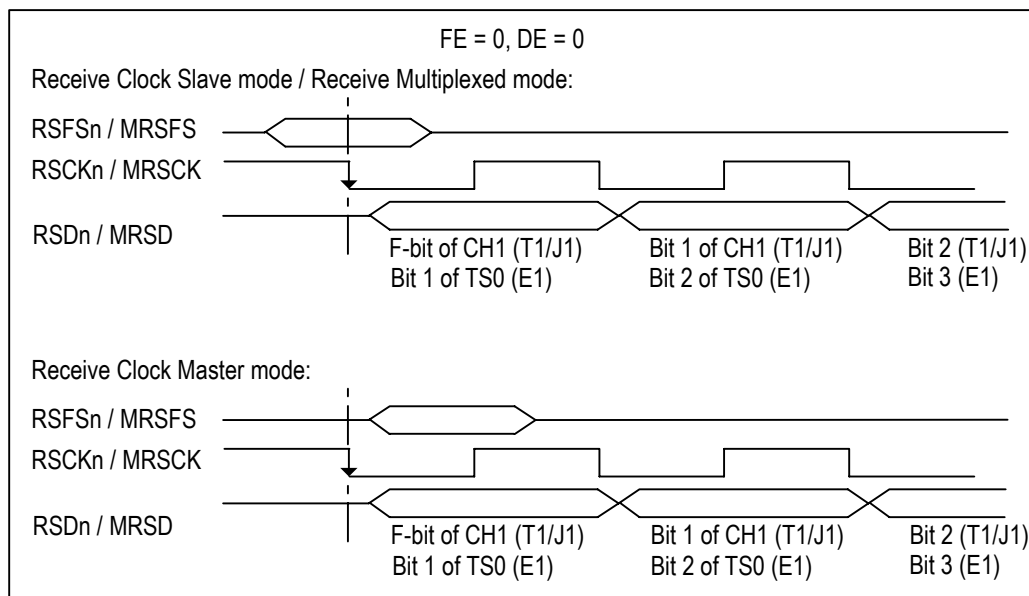 FE = 0, DE = 0
Receive Clock Slave mode / Receive Multiplexed mode:
RSFSn / MRSFS
RSCKn / MRSCK
RSDn / MRSD
F-bit of CH1 (T1/J1) Bit 1 of CH1 (T1/J1) Bit 2 (T1/J1)
Bit 1 of TS0 (E1) Bit 2 of TS0 (E1) Bit 3 (E1)
Receive Clock Master mode:
RSFSn / MRSFS
RSCKn / MRSCK
RSDn / MRSD
F-bit of CH1 (T1/J1) Bit 1 of CH1 (T1/J1) Bit 2 (T1/J1)
Bit 1 of TS0 (E1) Bit 2 of TS0 (E1) Bit 3 (E1)